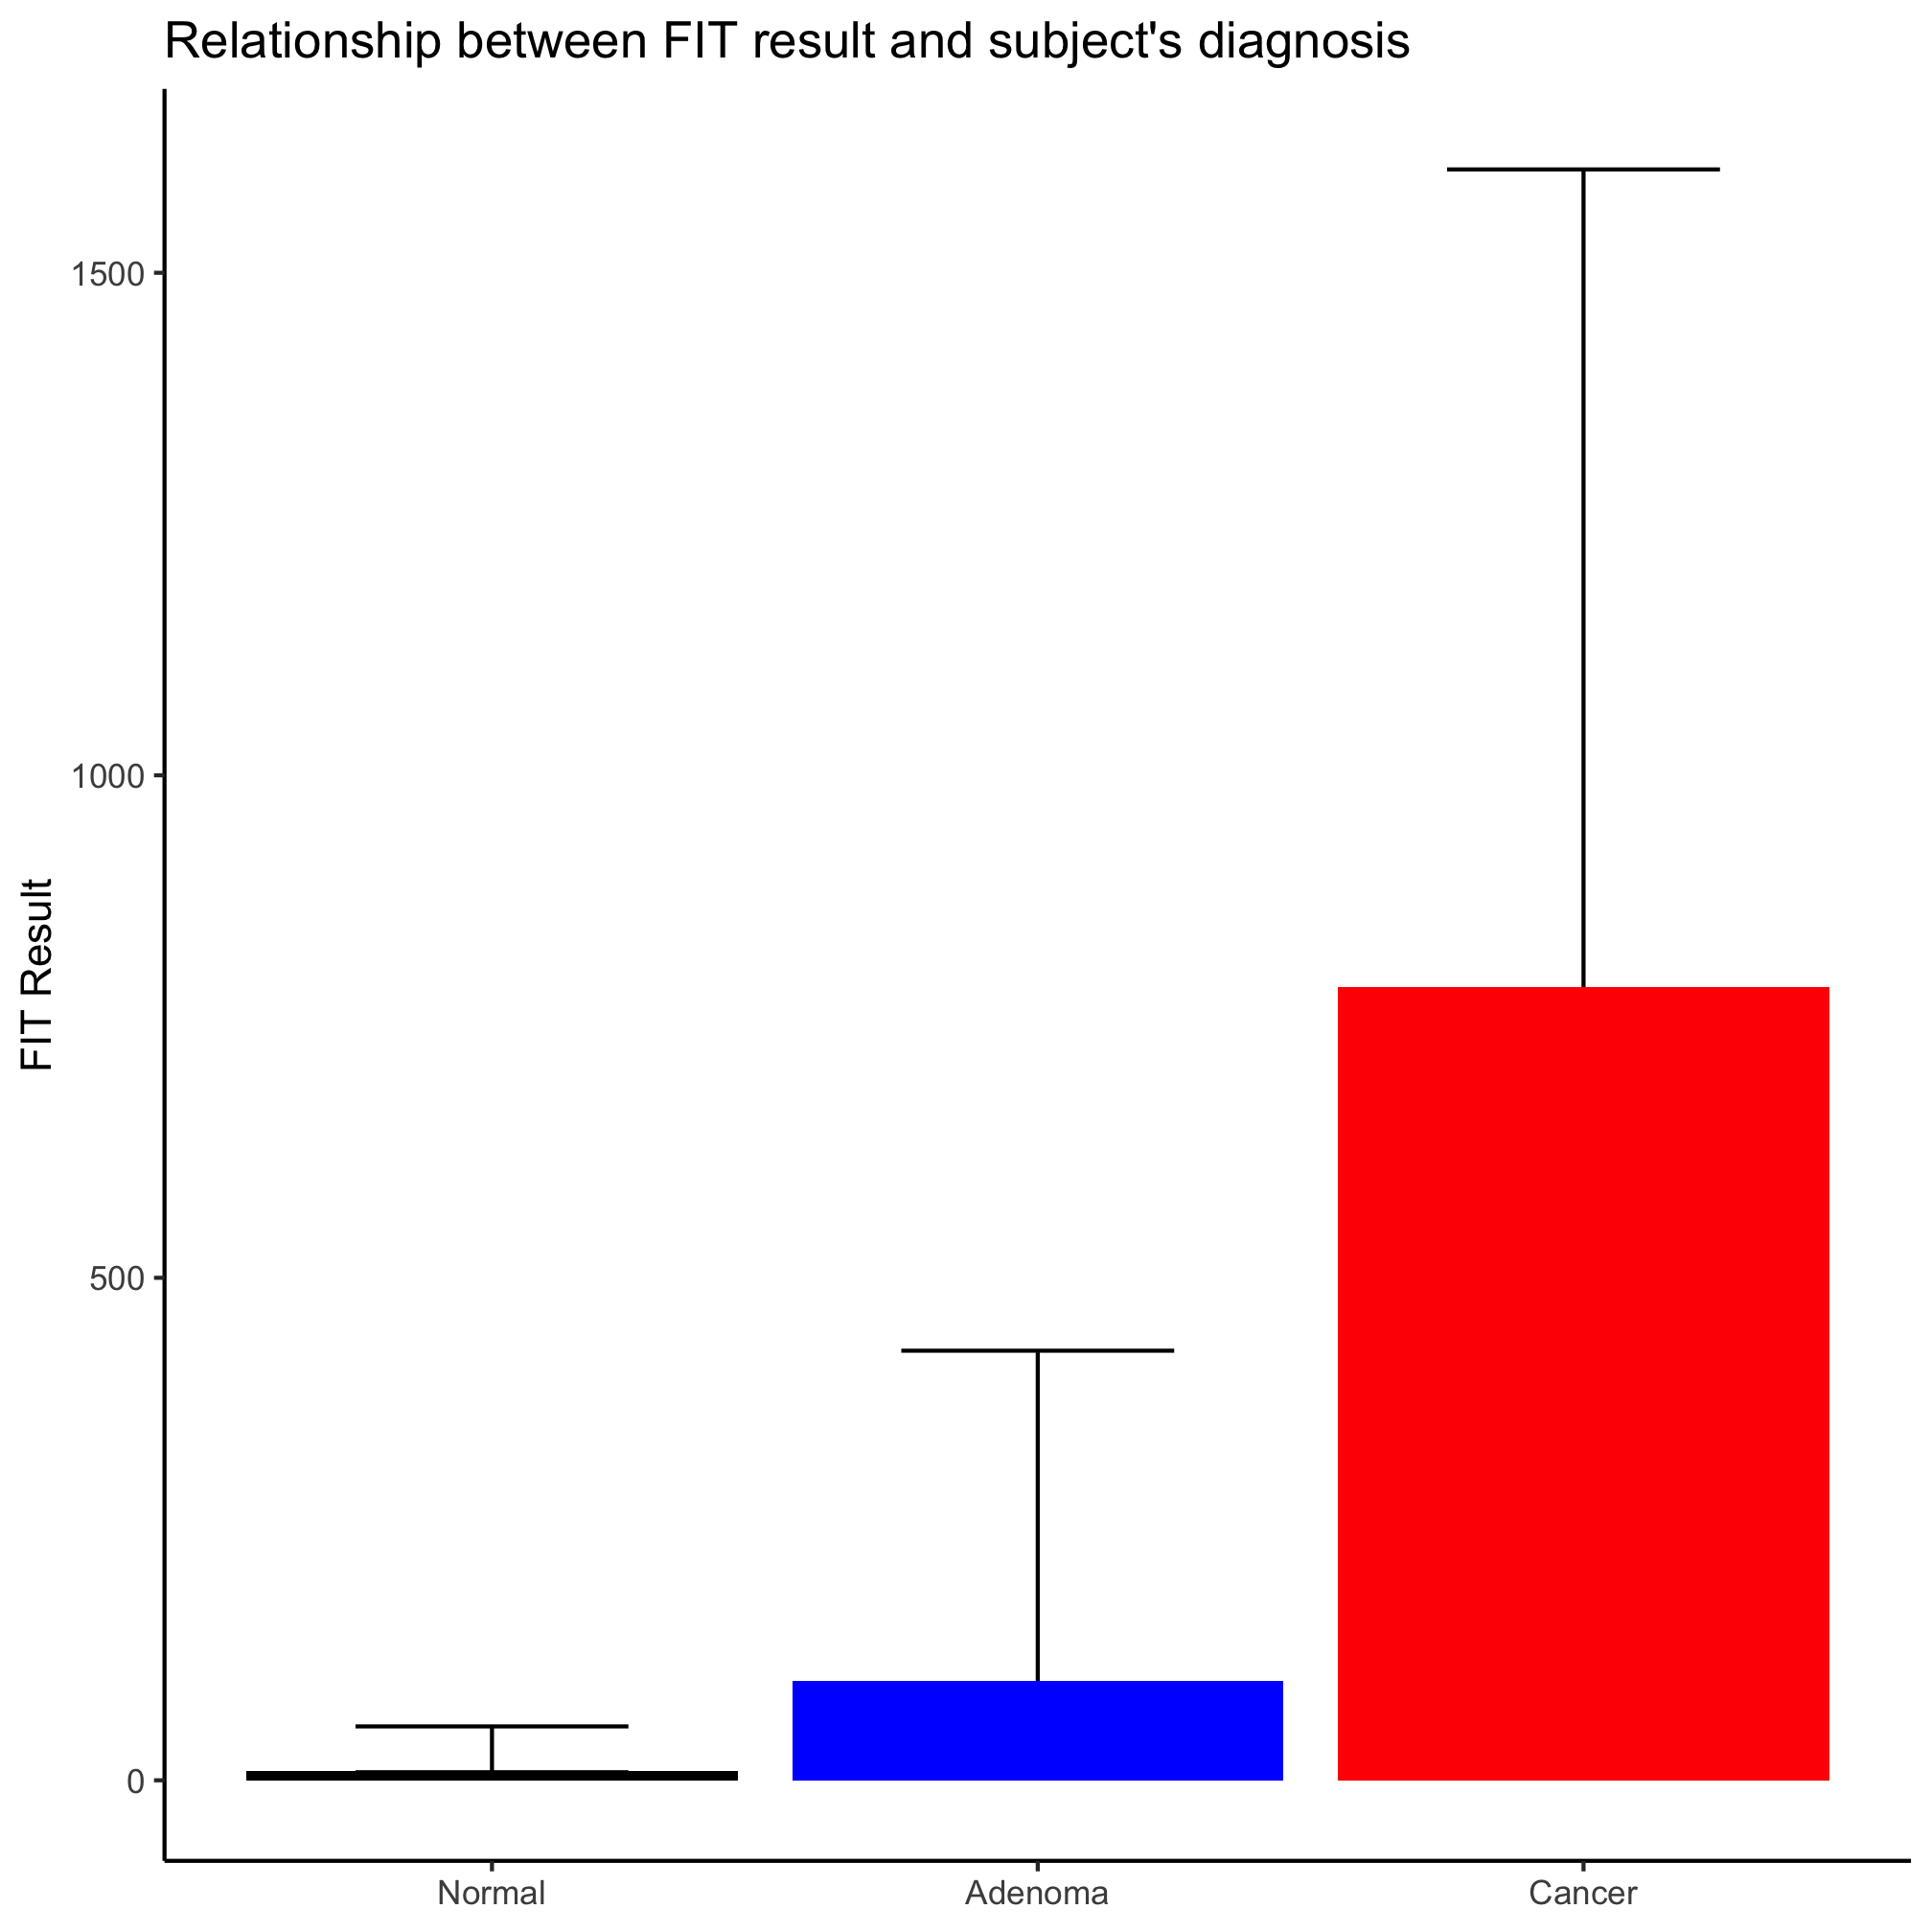 Relationship between FIT result and subject's diagnosis
FIT Result
1500
1000
500
0
Normal
Adenoma
Cancer